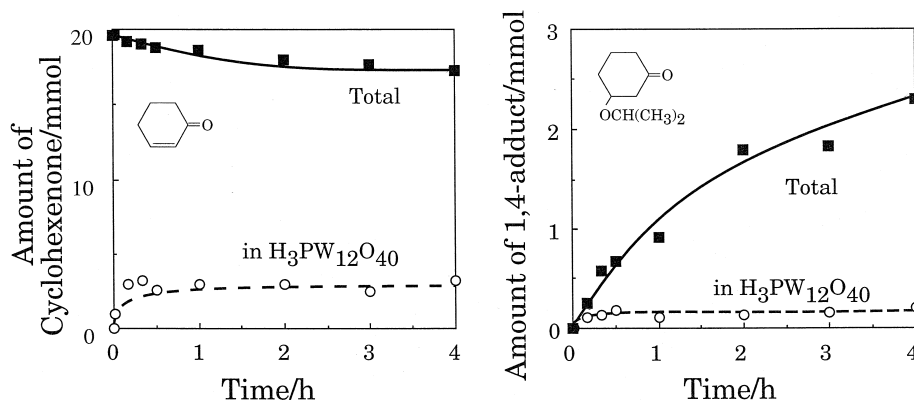 Amount of
Cyclohexenone/mmol
20
10
0
O
Total
in H₃PW₁₂O₄₀
0 1 2 3 4
Time/h
Amount of 1,4-adduct/mmol
3
2
1
0
O
OCH(CH₃)₂
Total
in H₃PW₁₂O₄₀
0 1 2 3 4
Time/h